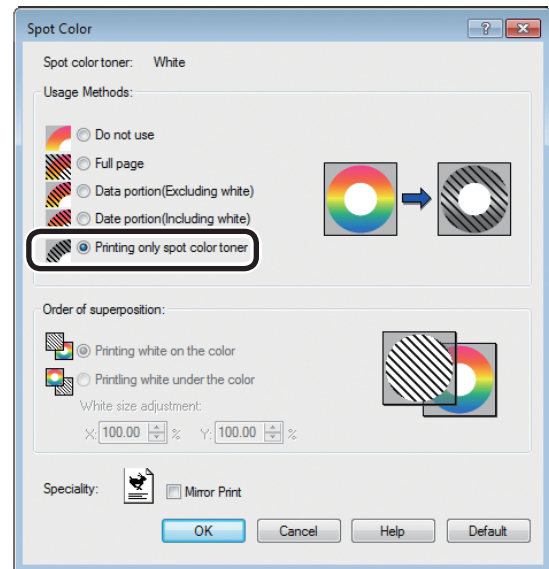 Spot Color
Spot color toner: White
Usage Methods:
Do not use
Full page
Data portion(Excluding white)
Date portion(Including white)
Printing only spot color toner
Order of superposition:
Printing white on the color
Printling white under the color
White size adjustment:
X: 100.00 % Y: 100.00 %
Speciality: Mirror Print
OK Cancel Help Default